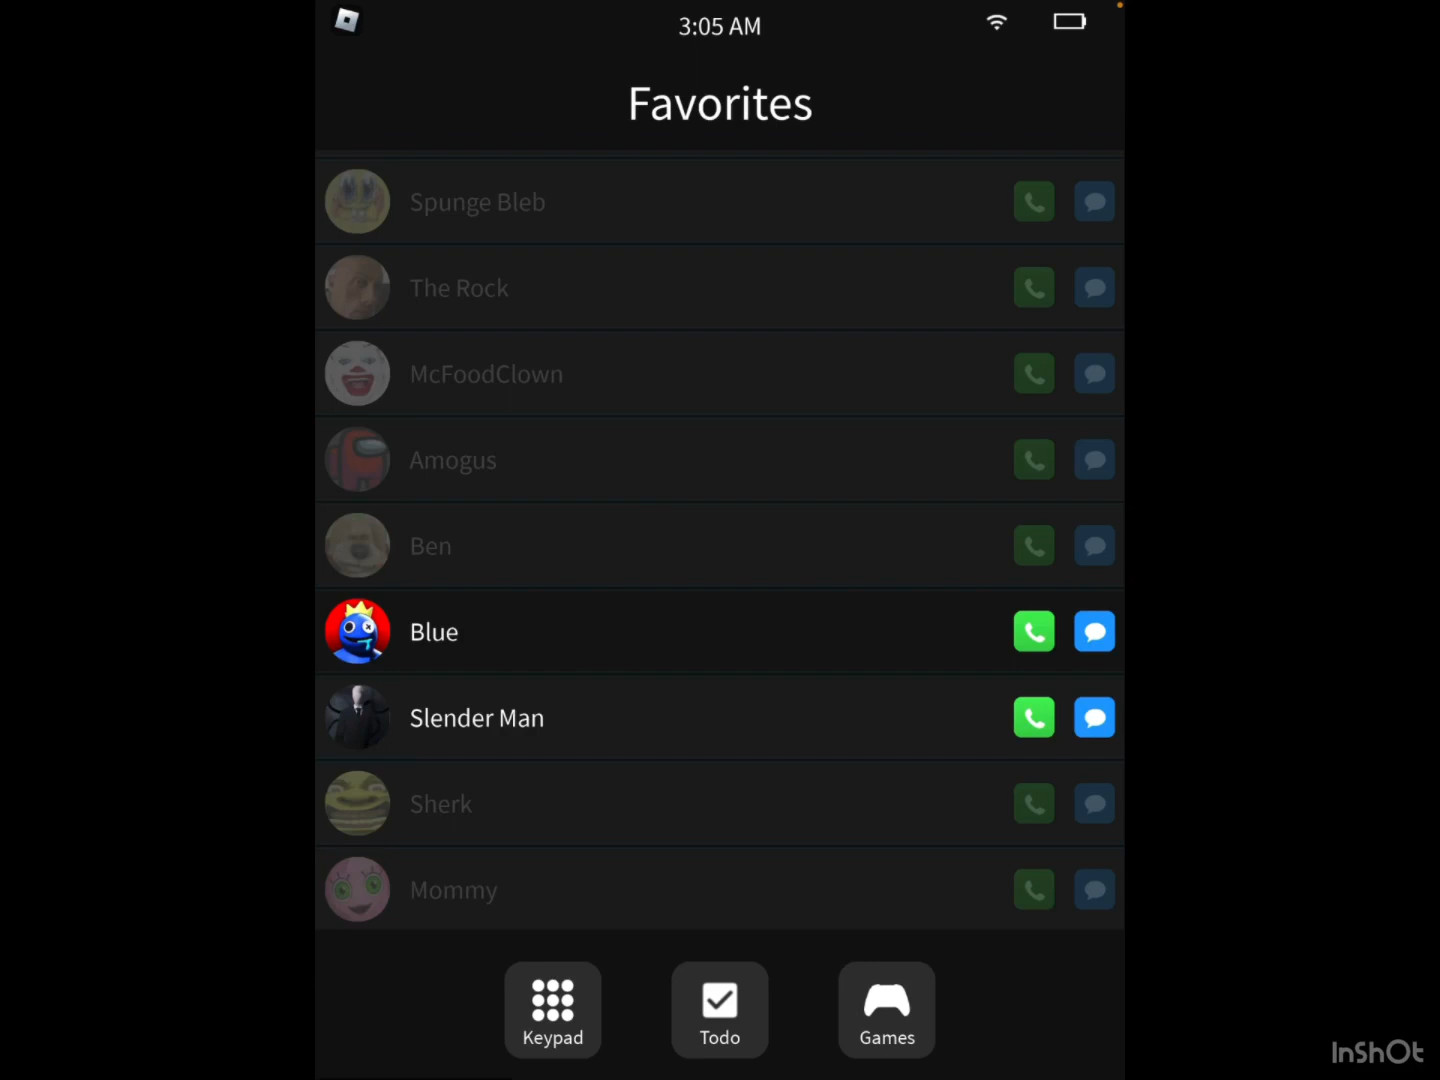 3:05 AM
Favorites
Spunge Bleb
The Rock
McFoodClown
Amogus
Ben
Blue
Slender Man
Sherk
Mommy
Keypad
Todo
Games
InShOt